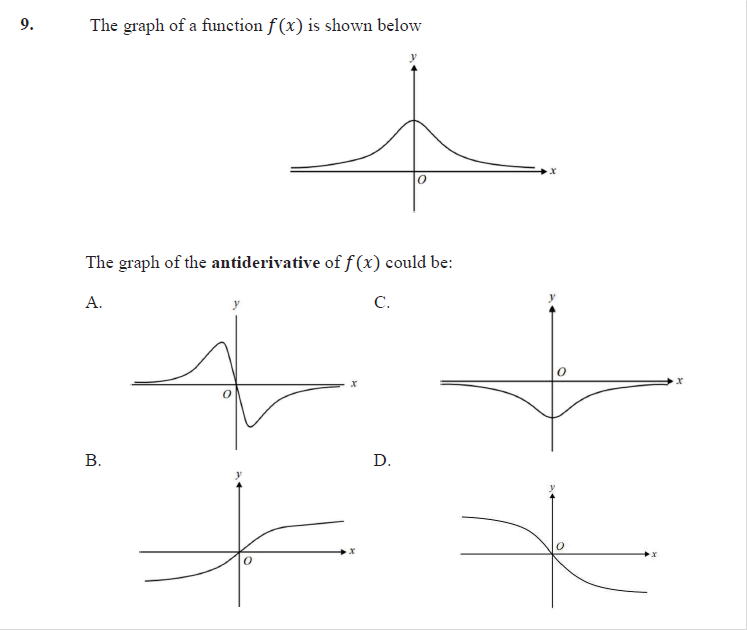 9. The graph of a function f(x) is shown below
y
x
O
The graph of the antiderivative of f(x) could be:
A.
y
x
O
C.
y
O
x
B.
y
x
O
D.
y
O
x